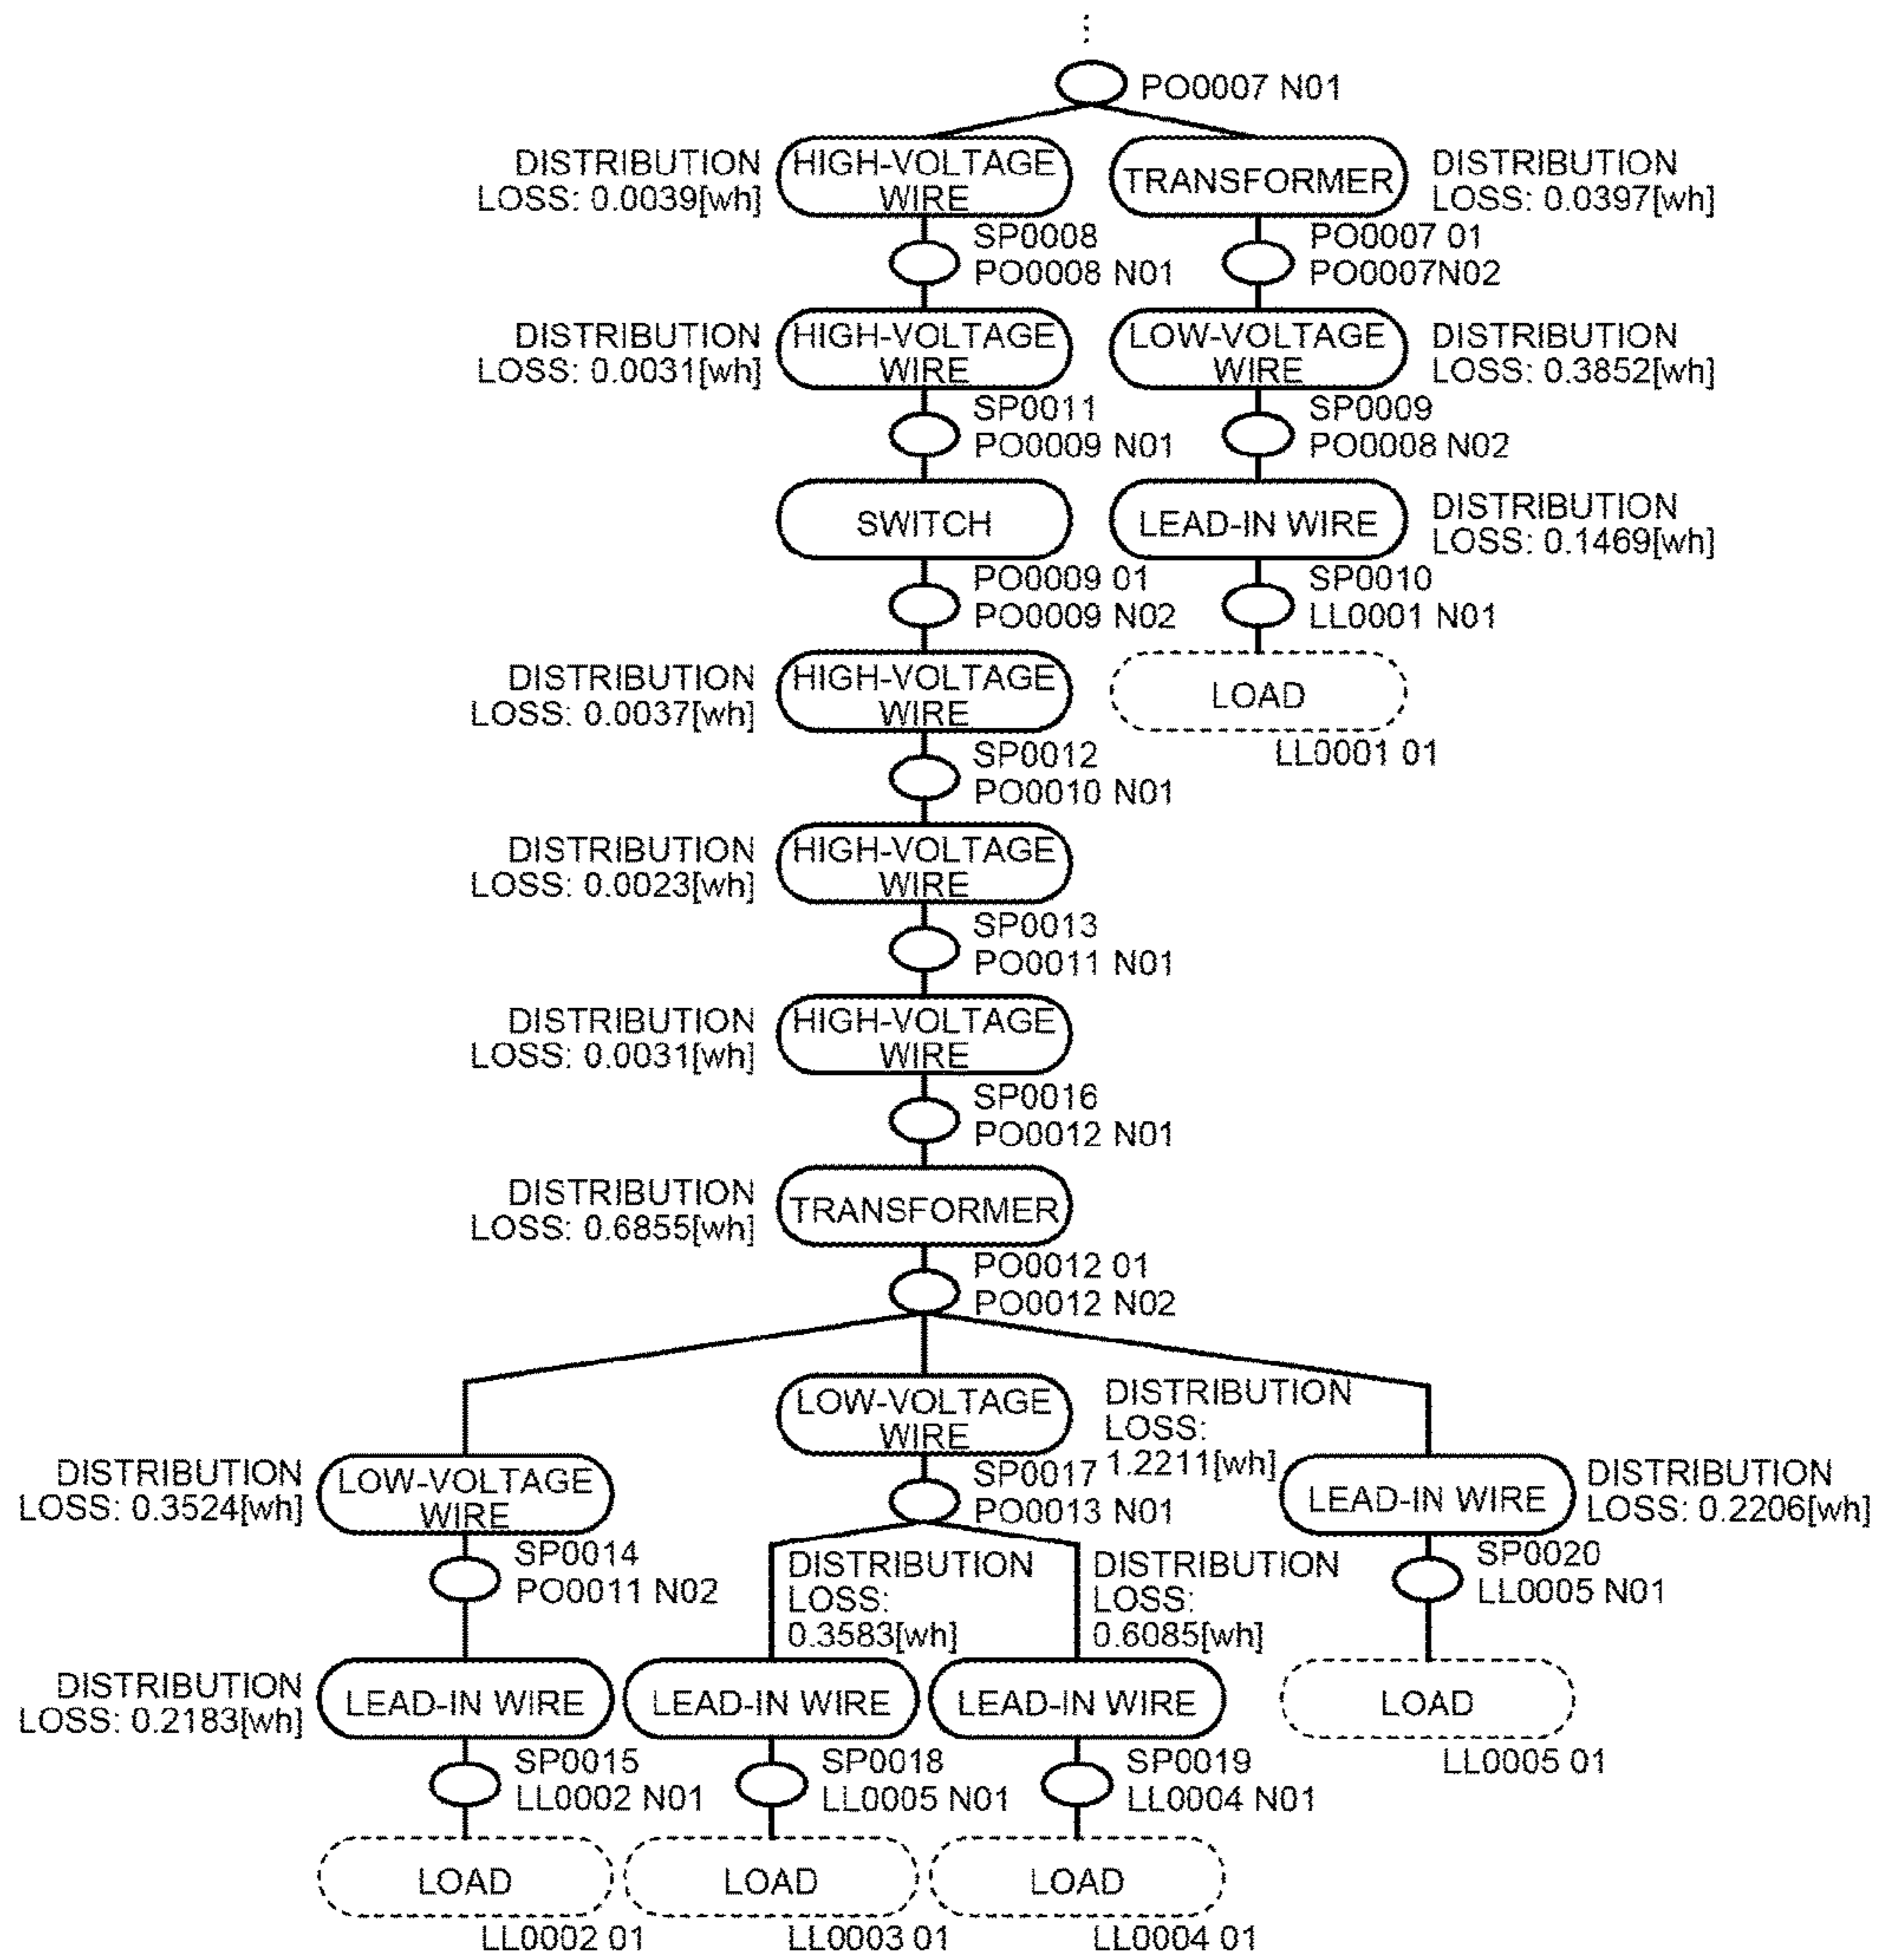 PO0007 N01
DISTRIBUTION
LOSS: 0.0039[wh]
HIGH-VOLTAGE
WIRE
TRANSFORMER
DISTRIBUTION
LOSS: 0.0397[wh]
SP0008
PO0008 N01
PO0007 01
PO0007N02
DISTRIBUTION
LOSS: 0.0031[wh]
HIGH-VOLTAGE
WIRE
LOW-VOLTAGE
WIRE
DISTRIBUTION
LOSS: 0.3852[wh]
SP0011
PO0009 N01
SP0009
PO0008 N02
SWITCH
LEAD-IN WIRE
DISTRIBUTION
LOSS: 0.1469[wh]
PO0009 01
PO0009 N02
SP0010
LL0001 N01
DISTRIBUTION
LOSS: 0.0037[wh]
HIGH-VOLTAGE
WIRE
LOAD
LL0001 01
SP0012
PO0010 N01
DISTRIBUTION
LOSS: 0.0023[wh]
HIGH-VOLTAGE
WIRE
SP0013
PO0011 N01
DISTRIBUTION
LOSS: 0.0031[wh]
HIGH-VOLTAGE
WIRE
SP0016
PO0012 N01
DISTRIBUTION
LOSS: 0.6855[wh]
TRANSFORMER
PO0012 01
PO0012 N02
LOW-VOLTAGE
WIRE
DISTRIBUTION
LOSS:
1.2211[wh]
DISTRIBUTION
LOSS: 0.3524[wh]
LOW-VOLTAGE
WIRE
SP0017
PO0013 N01
LEAD-IN WIRE
DISTRIBUTION
LOSS: 0.2206[wh]
SP0014
PO0011 N02
DISTRIBUTION
LOSS:
0.3583[wh]
DISTRIBUTION
LOSS:
0.6085[wh]
SP0020
LL0005 N01
DISTRIBUTION
LOSS: 0.2183[wh]
LEAD-IN WIRE
LEAD-IN WIRE
LEAD-IN WIRE
LOAD
LL0005 01
SP0015
LL0002 N01
SP0018
LL0005 N01
SP0019
LL0004 N01
LOAD
LOAD
LOAD
LL0002 01
LL0003 01
LL0004 01